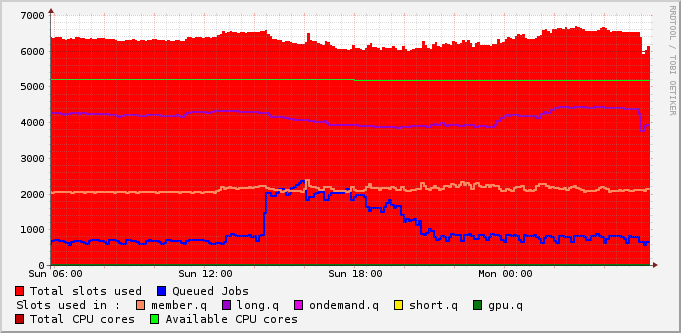 RRDTOOL / TOBI OETIKER
7000
6000
5000
4000
3000
2000
1000
0
Sun 06:00 Sun 12:00 Sun 18:00 Mon 00:00
Total slots used Queued Jobs
Slots used in : member.q long.q ondemand.q short.q gpu.q
Total CPU cores Available CPU cores